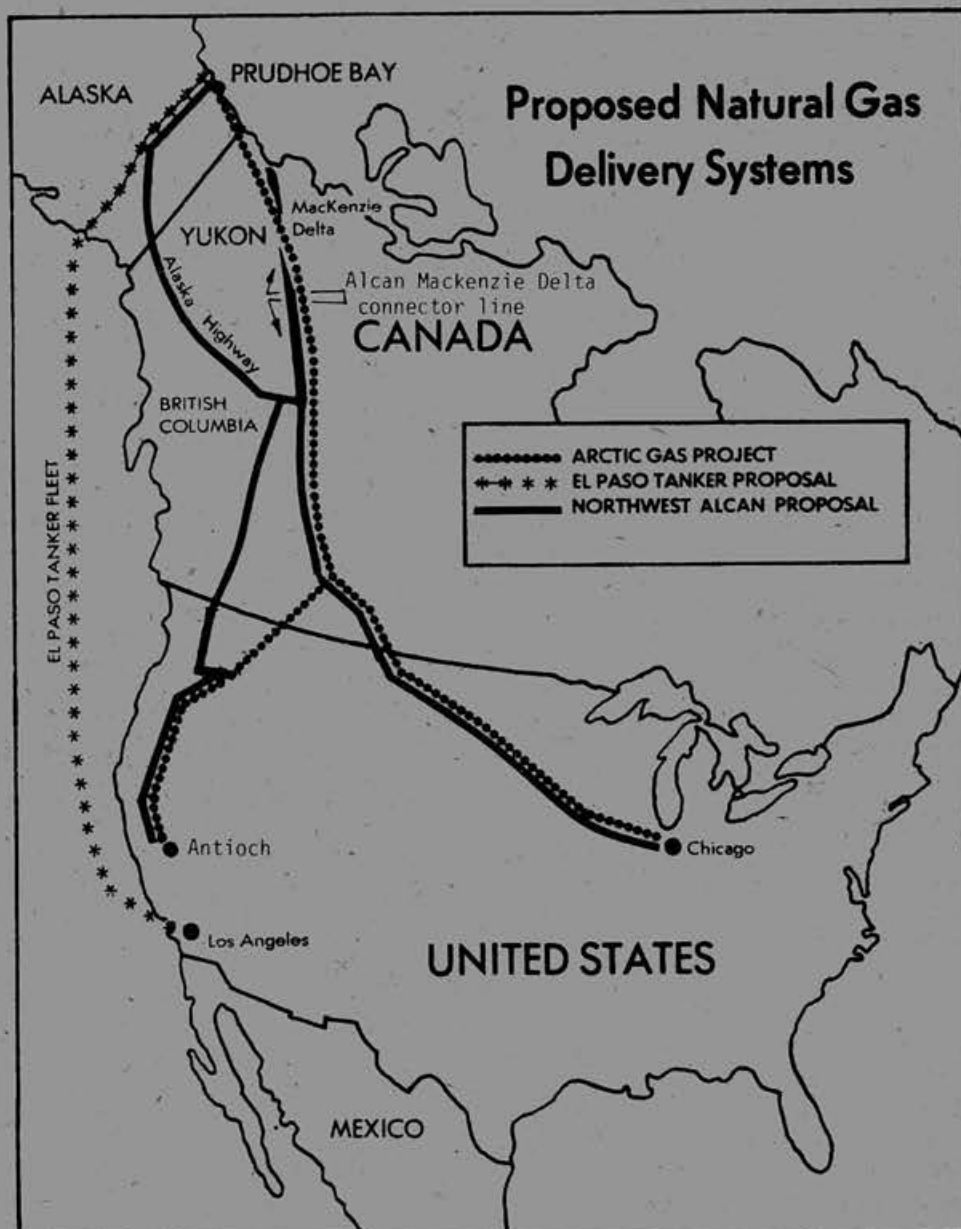 Proposed Natural Gas
Delivery Systems
PRUDHOE BAY
ALASKA
MacKenzie
Delta
YUKON
Alaska Highway
Alcan Mackenzie Delta
connector line
CANADA
BRITISH
COLUMBIA
ARCTIC GAS PROJECT
EL PASO TANKER PROPOSAL
NORTHWEST ALCAN PROPOSAL
EL PASO TANKER FLEET
Antioch
Chicago
Los Angeles
UNITED STATES
MEXICO